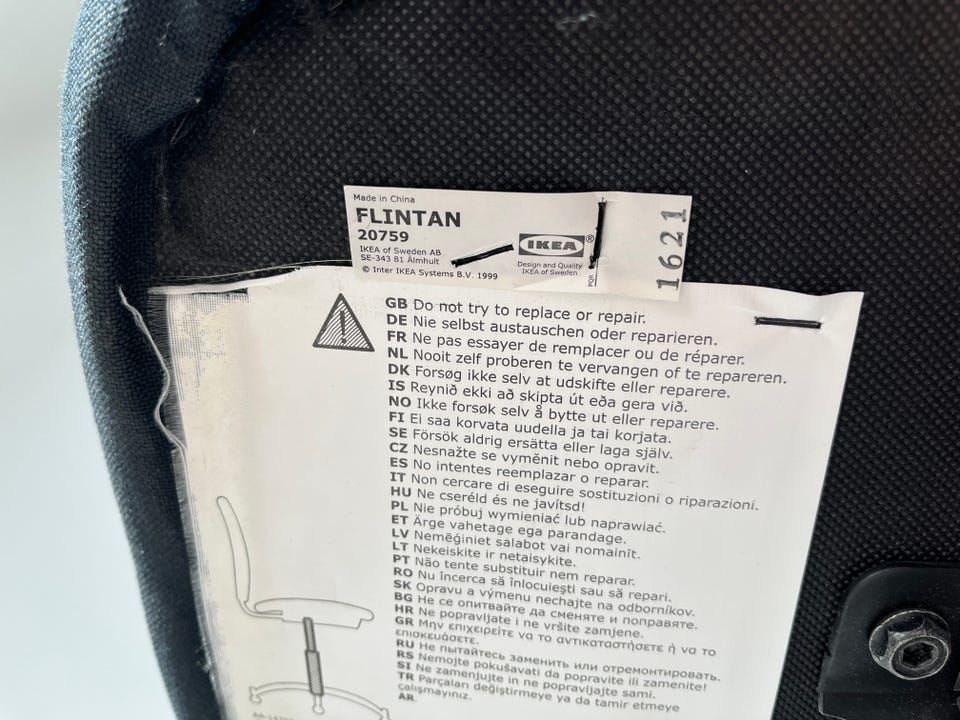 Made in China
FLINTAN
20759
IKEA of Sweden AB
SE-343 81 Älmhult
© Inter IKEA Systems B.V. 1999
IKEA®
Design and Quality
IKEA of Sweden
1621
GB Do not try to replace or repair.
DE Nie selbst austauschen oder reparieren.
FR Ne pas essayer de remplacer ou de réparer.
NL Nooit zelf proberen te vervangen of te repareren.
DK Forsøg ikke selv at udskifte eller reparere.
IS Reynið ekki að skipta út eða gera við.
NO Ikke forsøk selv å bytte ut eller reparere.
FI Ei saa korvata uudella ja tai korjata.
SE Försök aldrig ersätta eller laga själv.
CZ Nesnažte se vyměnit nebo opravit.
ES No intentes reemplazar o reparar.
IT Non cercare di eseguire sostituzioni o riparazioni.
HU Ne cseréld és ne javítsd!
PL Nie próbuj wymieniać lub naprawiać.
ET Ärge vahetage ega parandage.
LV Nemēģiniet salabot vai nomainīt.
LT Nekeiskite ir netaisykite.
PT Não tente substituir nem reparar.
RO Nu încerca să înlocuieşti sau să repari.
SK Opravu a výmenu nechajte na odborníkov.
BG Не се опитвайте да сменяте и поправяте.
HR Ne popravljate i ne vršite zamjene.
GR Μην επιχειρείτε να το αντικαταστήσετε ή να το
επισκευάσετε.
RU Не пытайтесь заменить или отремонтировать.
RS Nemojte pokušavati da popravite ili zamenite!
SI Ne zamenjujte in ne popravljajte sami.
TR Parçaları değiştirmeye ya da tamir etmeye
çalışmayınız.
AR